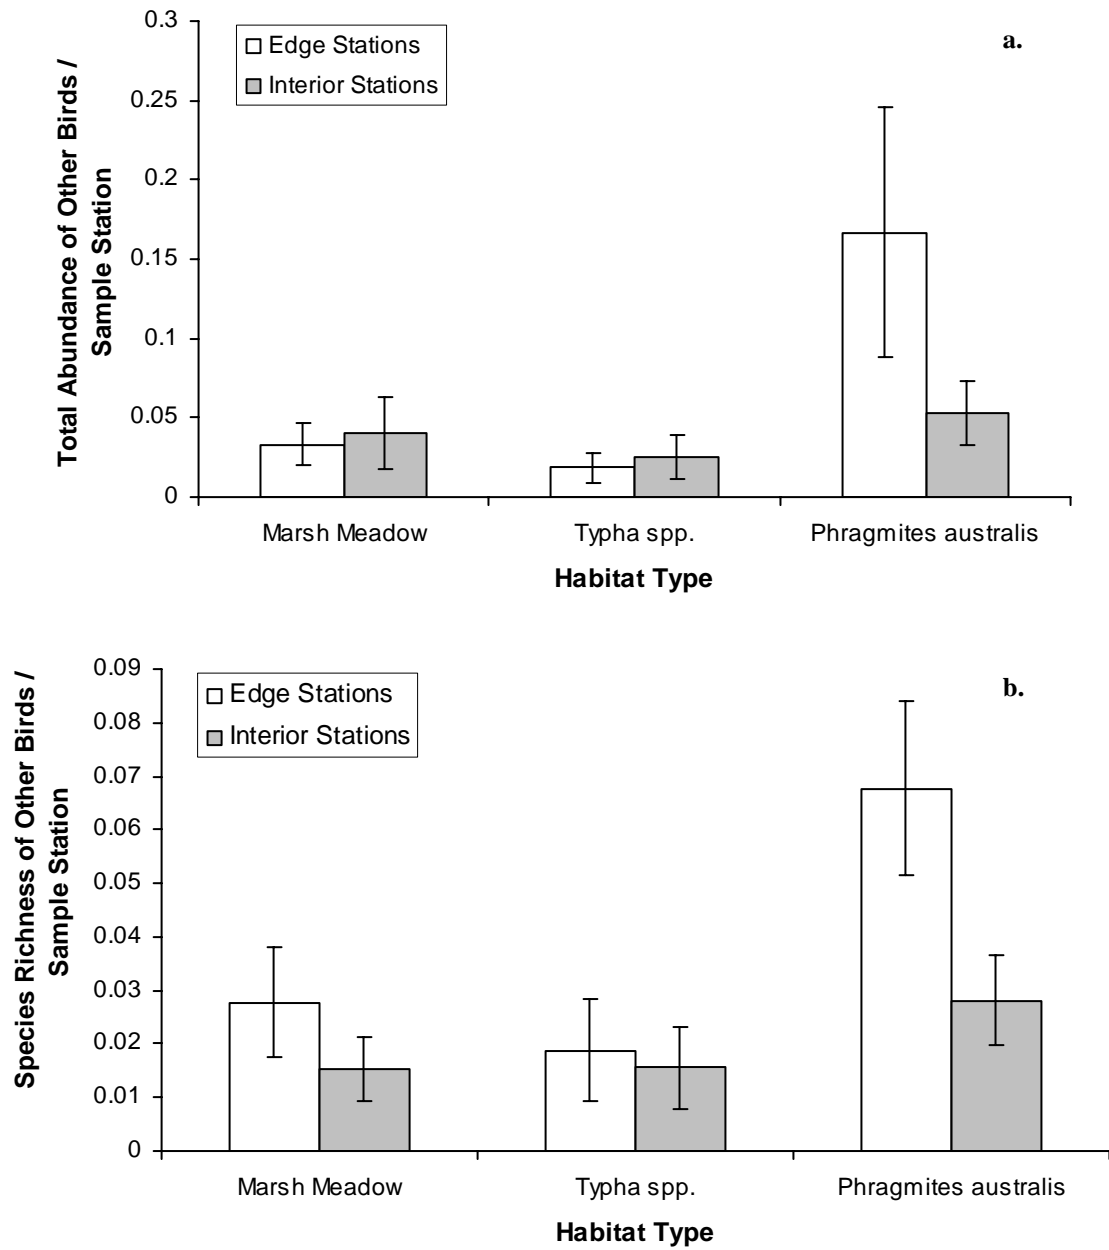 a.
Edge Stations
Interior Stations
Total Abundance of Other Birds /
Sample Station
0.3
0.25
0.2
0.15
0.1
0.05
0
Marsh Meadow
Typha spp.
Phragmites australis
Habitat Type
b.
Edge Stations
Interior Stations
Species Richness of Other Birds /
Sample Station
0.09
0.08
0.07
0.06
0.05
0.04
0.03
0.02
0.01
0
Marsh Meadow
Typha spp.
Phragmites australis
Habitat Type